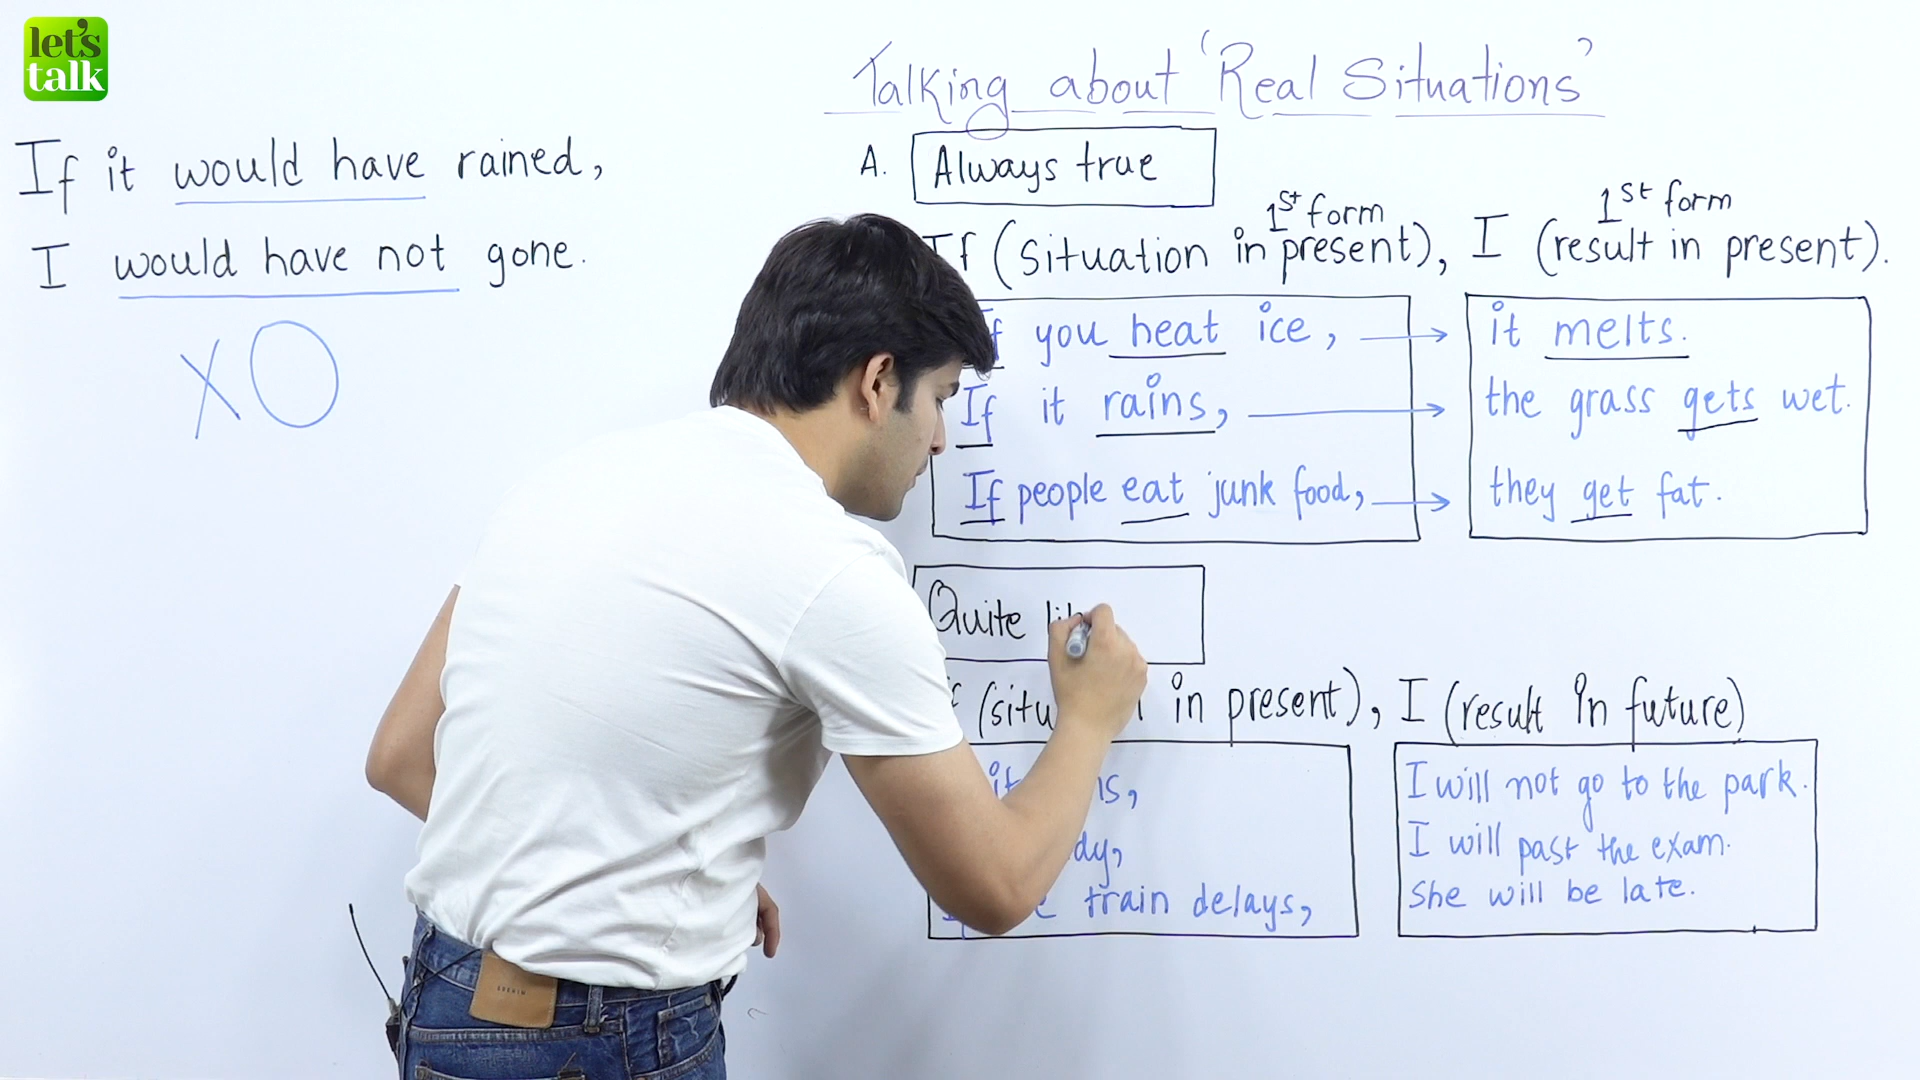 let's
talk
If it would have rained,
I would have not gone.
X O
Talking about 'Real Situations'
A. Always true
1st form 1st form
If (situation in present), I (result in present).
If you heat ice, → it melts.
If it rains, → the grass gets wet.
If people eat junk food, → they get fat.
Quite
in present), I (result in future)
I will not go to the park.
I will past the exam.
train delays, she will be late.